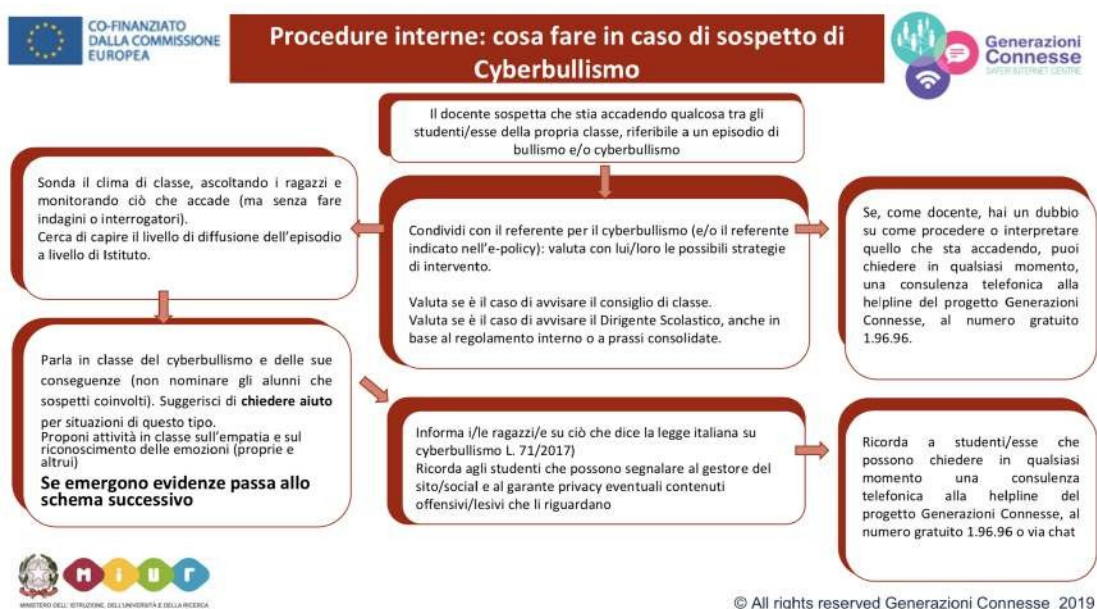 CO-FINANZIATO
DALLA COMMISSIONE
EUROPEA
Procedure interne: cosa fare in caso di sospetto di
Cyberbullismo
Generazioni
Connesse
SAFER INTERNET CENTRE
Il docente sospetta che stia accadendo qualcosa tra gli
studenti/esse della propria classe, riferibile a un episodio di
bullismo e/o cyberbullismo
Sonda il clima di classe, ascoltando i ragazzi e
monitorando ciò che accade (ma senza fare
indagini o interrogatori).
Cerca di capire il livello di diffusione dell'episodio
a livello di Istituto.
Condividi con il referente per il cyberbullismo (e/o il referente
indicato nell'e-policy): valuta con lui/loro le possibili strategie
di intervento.
Valuta se è il caso di avvisare il consiglio di classe.
Valuta se è il caso di avvisare il Dirigente Scolastico, anche in
base al regolamento interno o a prassi consolidate.
Se, come docente, hai un dubbio
su come procedere o interpretare
quello che sta accadendo, puoi
chiedere in qualsiasi momento,
una consulenza telefonica alla
helpline del progetto Generazioni
Connesse, al numero gratuito
1.96.96.
Parla in classe del cyberbullismo e delle sue
conseguenze (non nominare gli alunni che
sospetti coinvolti). Suggerisci di chiedere aiuto
per situazioni di questo tipo.
Proponi attività in classe sull'empatia e sul
riconoscimento delle emozioni (proprie e
altrui)
Se emergono evidenze passa allo
schema successivo
Informa i/le ragazzi/e su ciò che dice la legge italiana su
cyberbullismo L. 71/2017)
Ricorda agli studenti che possono segnalare al gestore del
sito/social e al garante privacy eventuali contenuti
offensivi/lesivi che li riguardano
Ricorda a studenti/esse che
possono chiedere in qualsiasi
momento una consulenza
telefonica alla helpline del
progetto Generazioni Connesse, al
numero gratuito 1.96.96 o via chat
miur
MINISTERO DELL'ISTRUZIONE, DELL'UNIVERSITÀ E DELLA RICERCA
© All rights reserved Generazioni Connesse 2019